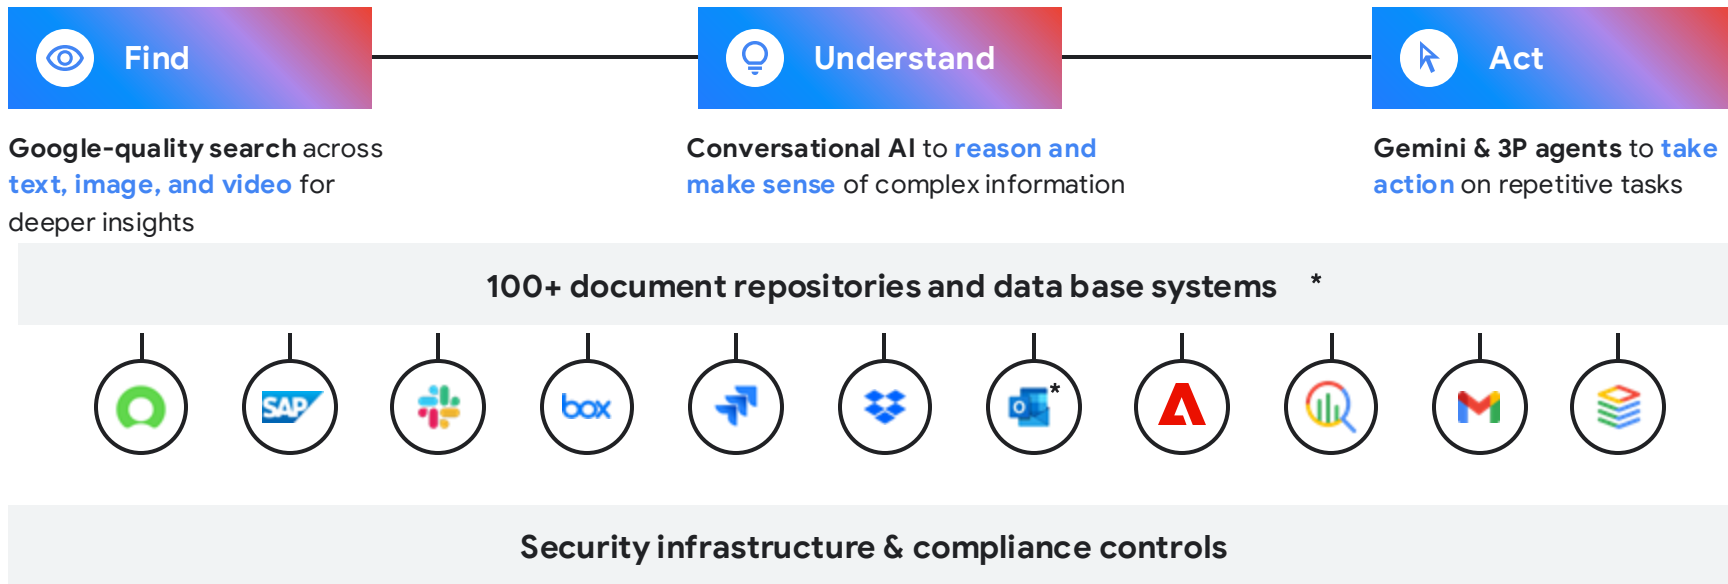 Find
Understand
Act
Google-quality search across
text, image, and video for
deeper insights
Conversational AI to reason and
make sense of complex information
Gemini & 3P agents to take
action on repetitive tasks
100+ document repositories and data base systems *
SAP
box
O
*
Security infrastructure & compliance controls